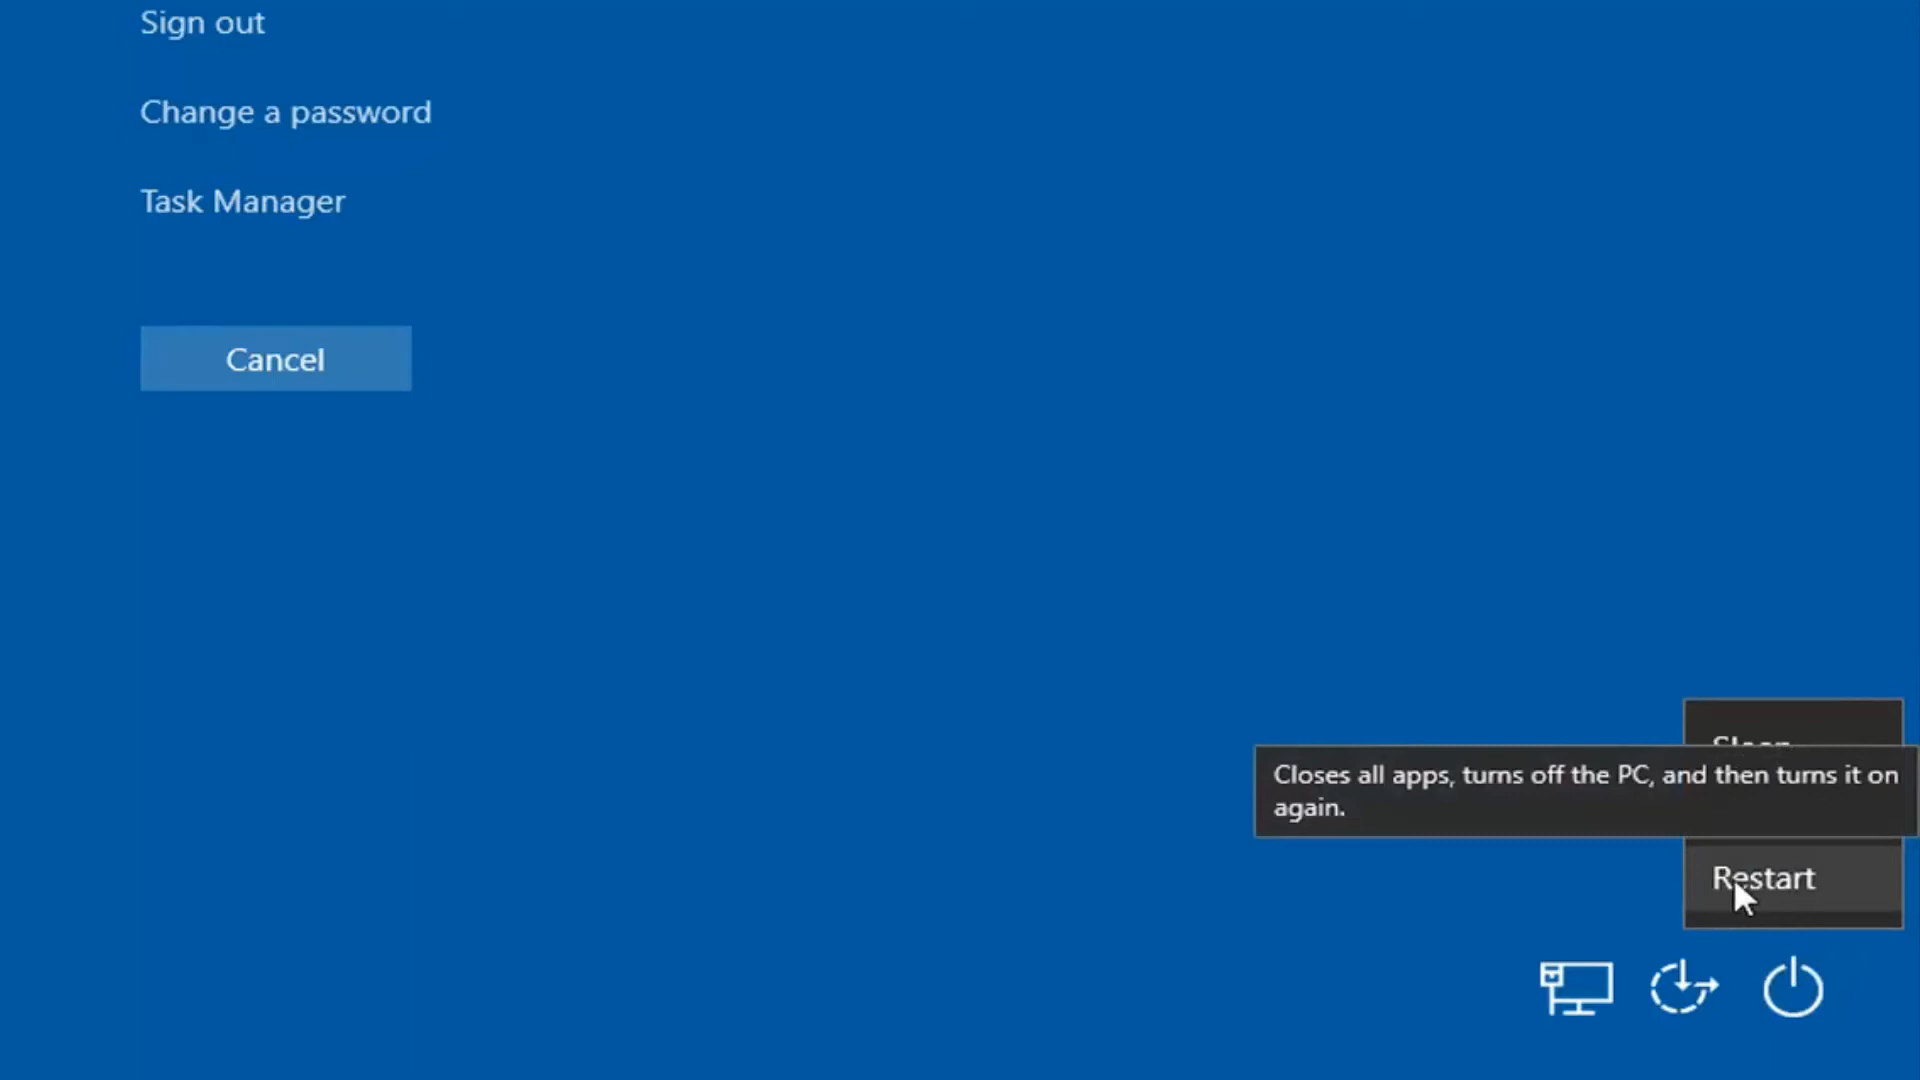 Sign out
Change a password
Task Manager
Cancel
Closes all apps, turns off the PC, and then turns it on
again.
Restart